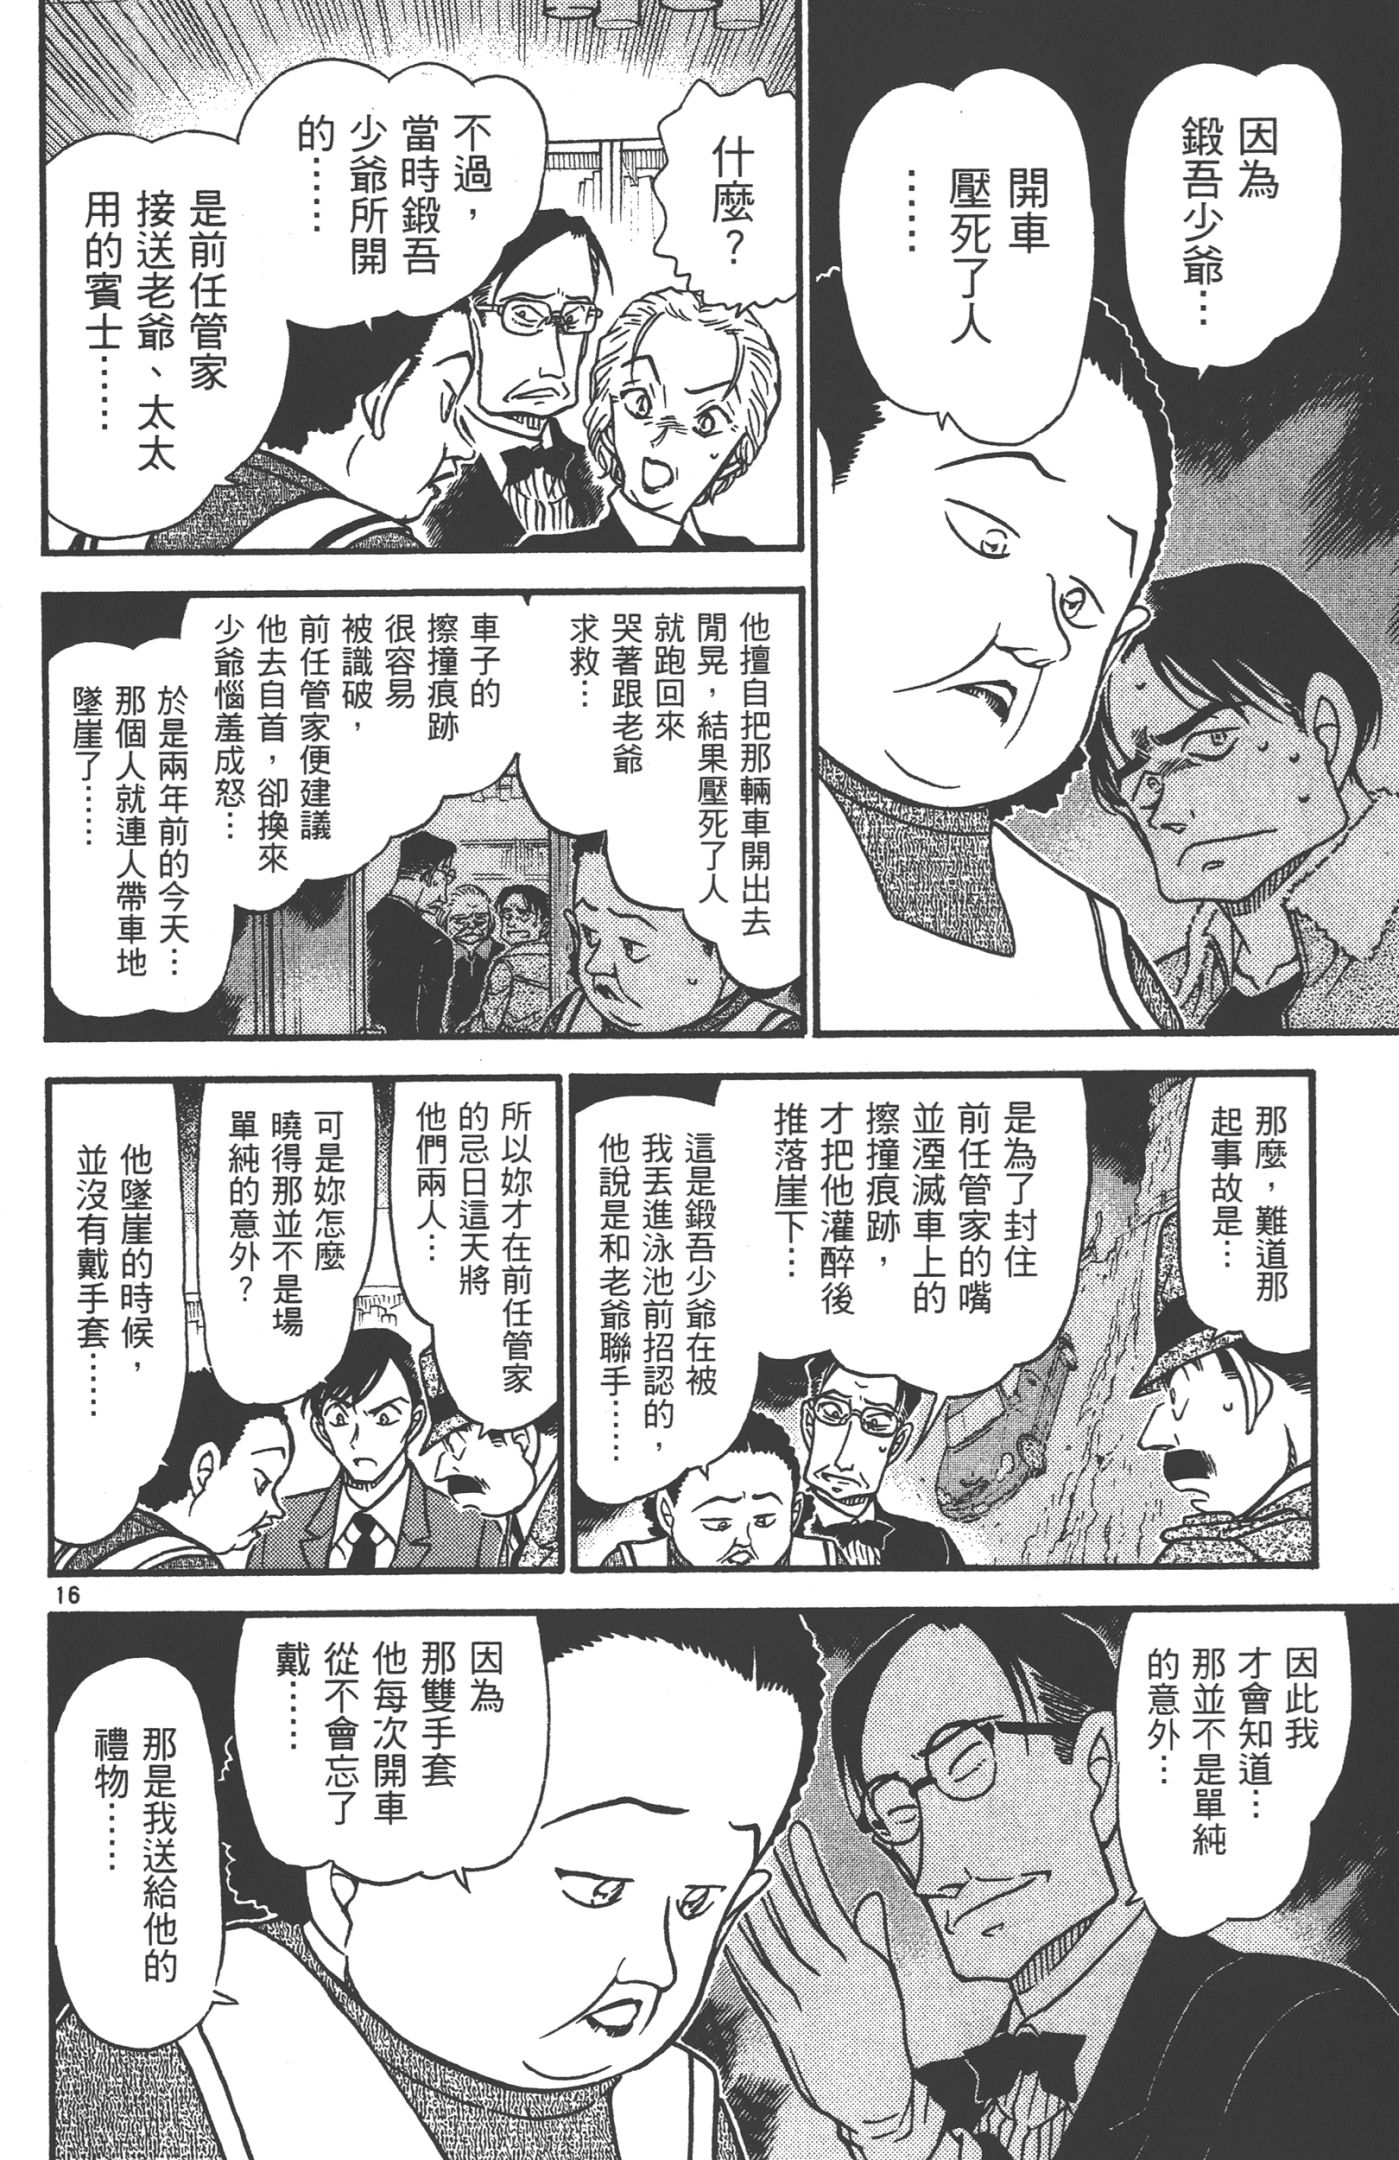 因為
鍛吾少爺…
開車
壓死了人
……
什麼？
不過，
當時鍛吾
少爺所開
的……
是前任管家
接送老爺、太太
用的賓士……
他擅自把那輛車開出去
閒晃，結果壓死了人
就跑回來
哭著跟老爺
求救…
車子的
擦撞痕跡
很容易
被識破，
前任管家便建議
他去自首，卻換來
少爺惱羞成怒…
於是兩年前的今天…
那個人就連人帶車地
墜崖了……
那麼，難道那
起事故是…
是為了封住
前任管家的嘴
並湮滅車上的
擦撞痕跡，
才把他灌醉後
推落崖下…
這是鍛吾少爺在被
我丟進泳池前招認的，
他說是和老爺聯手……
所以妳才在前任管家
的忌日這天將
他們兩人…
可是妳怎麼
曉得那並不是場
單純的意外？
他墜崖的時候，
並沒有戴手套……
因此我
才會知道…
那並不是單純
的意外…
因為
那雙手套
他每次開車
從不會忘了
戴……
那是我送給他的
禮物……
16